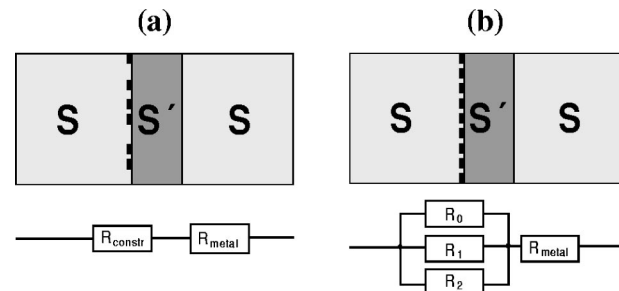 (a) (b)
S S´ S S S´ S
R0
Rconstr Rmetal R1 Rmetal
R2